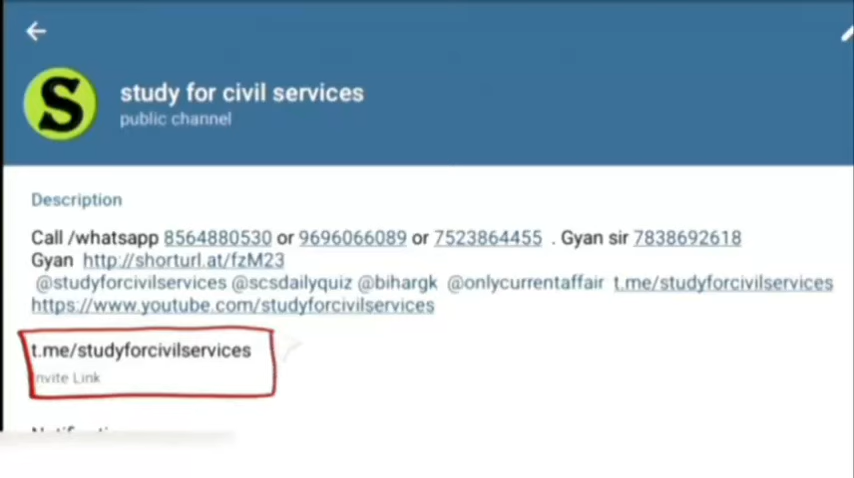 S
study for civil services
public channel
Description
Call /whatsapp 8564880530 or 9696066089 or 7523864455 . Gyan sir 7838692618
Gyan http://shorturl.at/fzM23
@studyforcivilservices @scsdailyquiz @bihargk @onlycurrentaffair t.me/studyforcivilservices
https://www.youtube.com/studyforcivilservices
t.me/studyforcivilservices
Invite Link